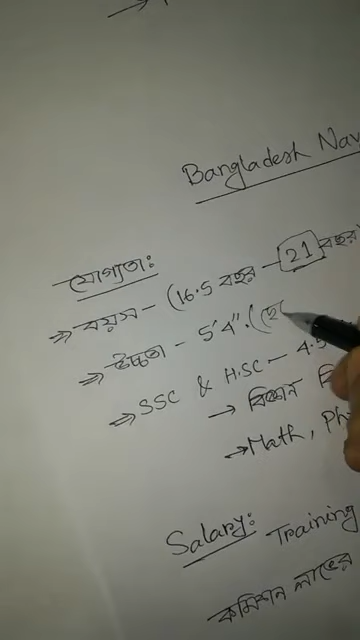 Bangladesh Nav
যোগ্যতা:
⇒ বয়স - (16.5 বছর - 21 বছর)
⇒ উচ্চতা - 5'4". (ছে
⇒ SSC & H.SC - 4.5
→ বিজ্ঞান বি
→ Math, Ph
Salary: Training
কমিশন লাভের